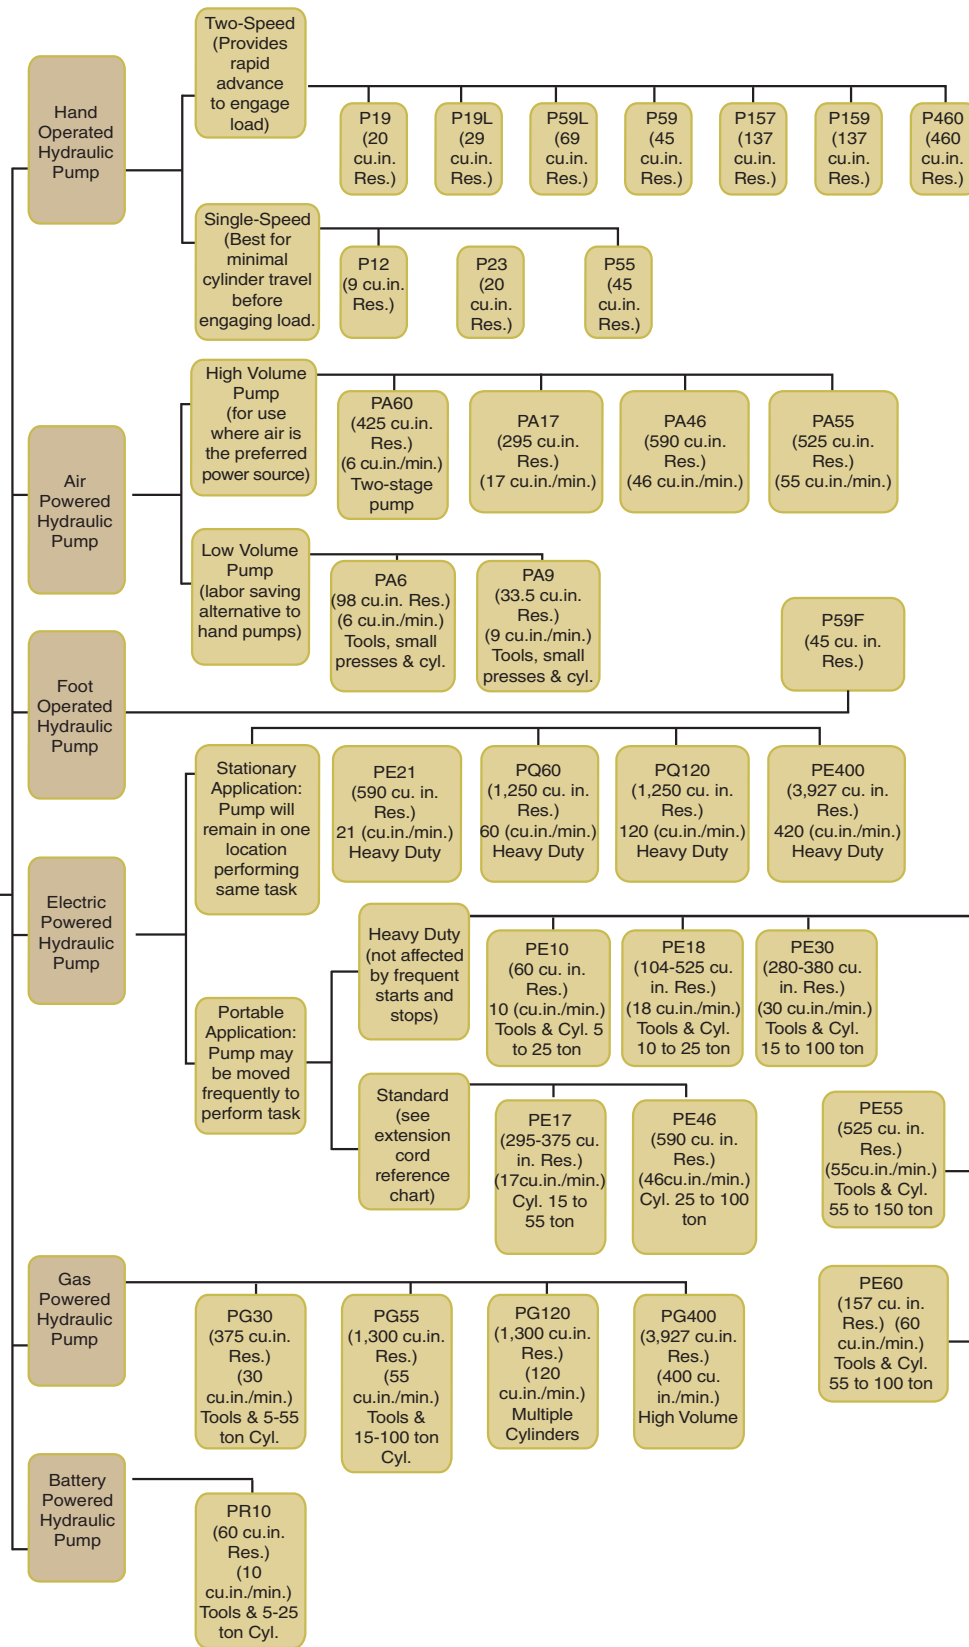 Hand
Operated
Hydraulic
Pump
Two-Speed
(Provides
rapid
advance
to engage
load)
P19
(20
cu.in.
Res.)
P19L
(29
cu.in.
Res.)
P59L
(69
cu.in.
Res.)
P59
(45
cu.in.
Res.)
P157
(137
cu.in.
Res.)
P159
(137
cu.in.
Res.)
P460
(460
cu.in.
Res.)
Single-Speed
(Best for
minimal
cylinder travel
before
engaging load.
P12
(9 cu.in.
Res.)
P23
(20
cu.in.
Res.)
P55
(45
cu.in.
Res.)
Air
Powered
Hydraulic
Pump
High Volume
Pump
(for use
where air is
the preferred
power source)
PA60
(425 cu.in.
Res.)
(6 cu.in./min.)
Two-stage
pump
PA17
(295 cu.in.
Res.)
(17 cu.in./min.)
PA46
(590 cu.in.
Res.)
(46 cu.in./min.)
PA55
(525 cu.in.
Res.)
(55 cu.in./min.)
Low Volume
Pump
(labor saving
alternative to
hand pumps)
PA6
(98 cu.in. Res.)
(6 cu.in./min.)
Tools, small
presses & cyl.
PA9
(33.5 cu.in.
Res.)
(9 cu.in./min.)
Tools, small
presses & cyl.
Foot
Operated
Hydraulic
Pump
P59F
(45 cu. in.
Res.)
Electric
Powered
Hydraulic
Pump
Stationary
Application:
Pump will
remain in one
location
performing
same task
PE21
(590 cu. in.
Res.)
21 (cu.in./min.)
Heavy Duty
PQ60
(1,250 cu. in.
Res.)
60 (cu.in./min.)
Heavy Duty
PQ120
(1,250 cu. in.
Res.)
120 (cu.in./min.)
Heavy Duty
PE400
(3,927 cu. in.
Res.)
420 (cu.in./min.)
Heavy Duty
Portable
Application:
Pump may
be moved
frequently to
perform task
Heavy Duty
(not affected
by frequent
starts and
stops)
PE10
(60 cu. in.
Res.)
10 (cu.in./min.)
Tools & Cyl. 5
to 25 ton
PE18
(104-525 cu.
in. Res.)
(18 cu.in./min.)
Tools & Cyl.
10 to 25 ton
PE30
(280-380 cu.
in. Res.)
(30 cu.in./min.)
Tools & Cyl.
15 to 100 ton
Standard
(see
extension
cord
reference
chart)
PE17
(295-375 cu.
in. Res.)
(17cu.in./min.)
Cyl. 15 to
55 ton
PE46
(590 cu. in.
Res.)
(46cu.in./min.)
Cyl. 25 to 100
ton
PE55
(525 cu. in.
Res.)
(55cu.in./min.)
Tools & Cyl.
55 to 150 ton
PE60
(157 cu. in.
Res.) (60
cu.in./min.)
Tools & Cyl.
55 to 100 ton
Gas
Powered
Hydraulic
Pump
PG30
(375 cu.in.
Res.)
(30
cu.in./min.)
Tools & 5-55
ton Cyl.
PG55
(1,300 cu.in.
Res.)
(55
cu.in./min.)
Tools &
15-100 ton
Cyl.
PG120
(1,300 cu.in.
Res.)
(120
cu.in./min.)
Multiple
Cylinders
PG400
(3,927 cu.in.
Res.)
(400 cu.
in./min.)
High Volume
Battery
Powered
Hydraulic
Pump
PR10
(60 cu.in.
Res.)
(10
cu.in./min.)
Tools & 5-25
ton Cyl.